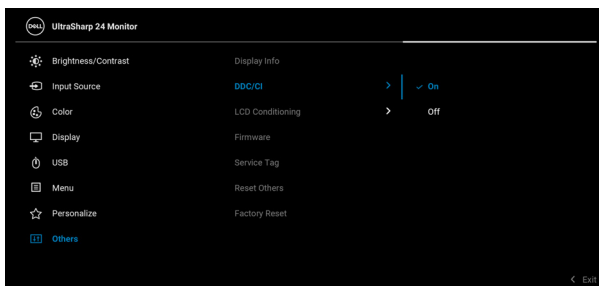 DELL UltraSharp 24 Monitor
Brightness/Contrast Display Info
Input Source DDC/CI On
Color LCD Conditioning Off
Display Firmware
USB Service Tag
Menu Reset Others
Personalize Factory Reset
Others
Exit